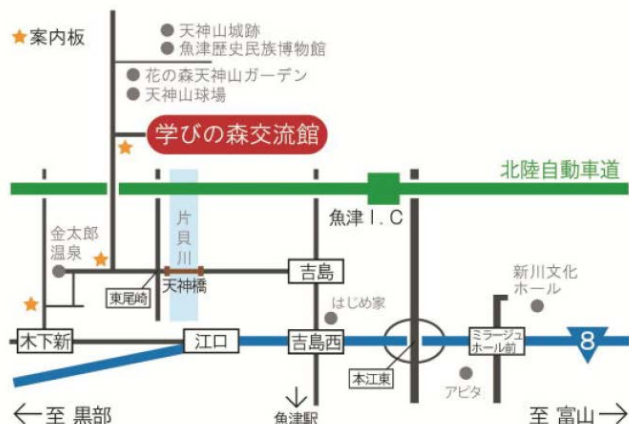 ★案内板
天神山城跡
魚津歴史民族博物館
花の森天神山ガーデン
天神山球場
学びの森交流館
北陸自動車道
魚津I.C
片貝川
金太郎
温泉
東尾崎
天神橋
吉島
はじめ家
新川文化
ホール
木下新
江口
吉島西
本江東
ミラージュ
ホール前
8
アピタ
←至 黒部
魚津駅
至 富山→